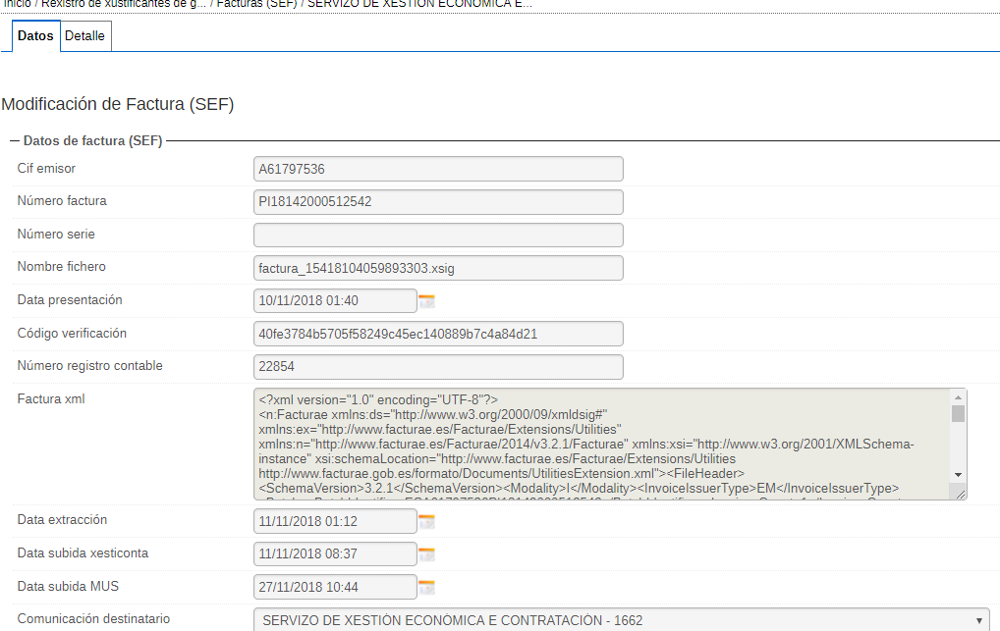 Inicio / Rexistro de xustificantes de g... / Facturas (SEF) / SERVIZO DE XESTIÓN ECONÓMICA E...
Datos Detalle
Modificación de Factura (SEF)
Datos de factura (SEF)
Cif emisor A61797536
Número factura PI18142000512542
Número serie
Nombre fichero factura_15418104059893303.xsig
Data presentación 10/11/2018 01:40
Código verificación 40fe3784b5705f58249c45ec140889b7c4a84d21
Número registro contable 22854
Factura xml <?xml version="1.0" encoding="UTF-8"?>
<n:Facturae xmlns:ds="http://www.w3.org/2000/09/xmldsig#"
xmlns:ex="http://www.facturae.es/Facturae/Extensions/Utilities"
xmlns:n="http://www.facturae.es/Facturae/2014/v3.2.1/Facturae" xmlns:xsi="http://www.w3.org/2001/XMLSchema-
instance" xsi:schemaLocation="http://www.facturae.es/Facturae/Extensions/Utilities
http://www.facturae.gob.es/formato/Documents/UtilitiesExtension.xml"><FileHeader>
<SchemaVersion>3.2.1</SchemaVersion><Modality>I</Modality><InvoiceIssuerType>EM</InvoiceIssuerType>
Data extracción 11/11/2018 01:12
Data subida xesticonta 11/11/2018 08:37
Data subida MUS 27/11/2018 10:44
Comunicación destinatario SERVIZO DE XESTIÓN ECONÓMICA E CONTRATACIÓN - 1662